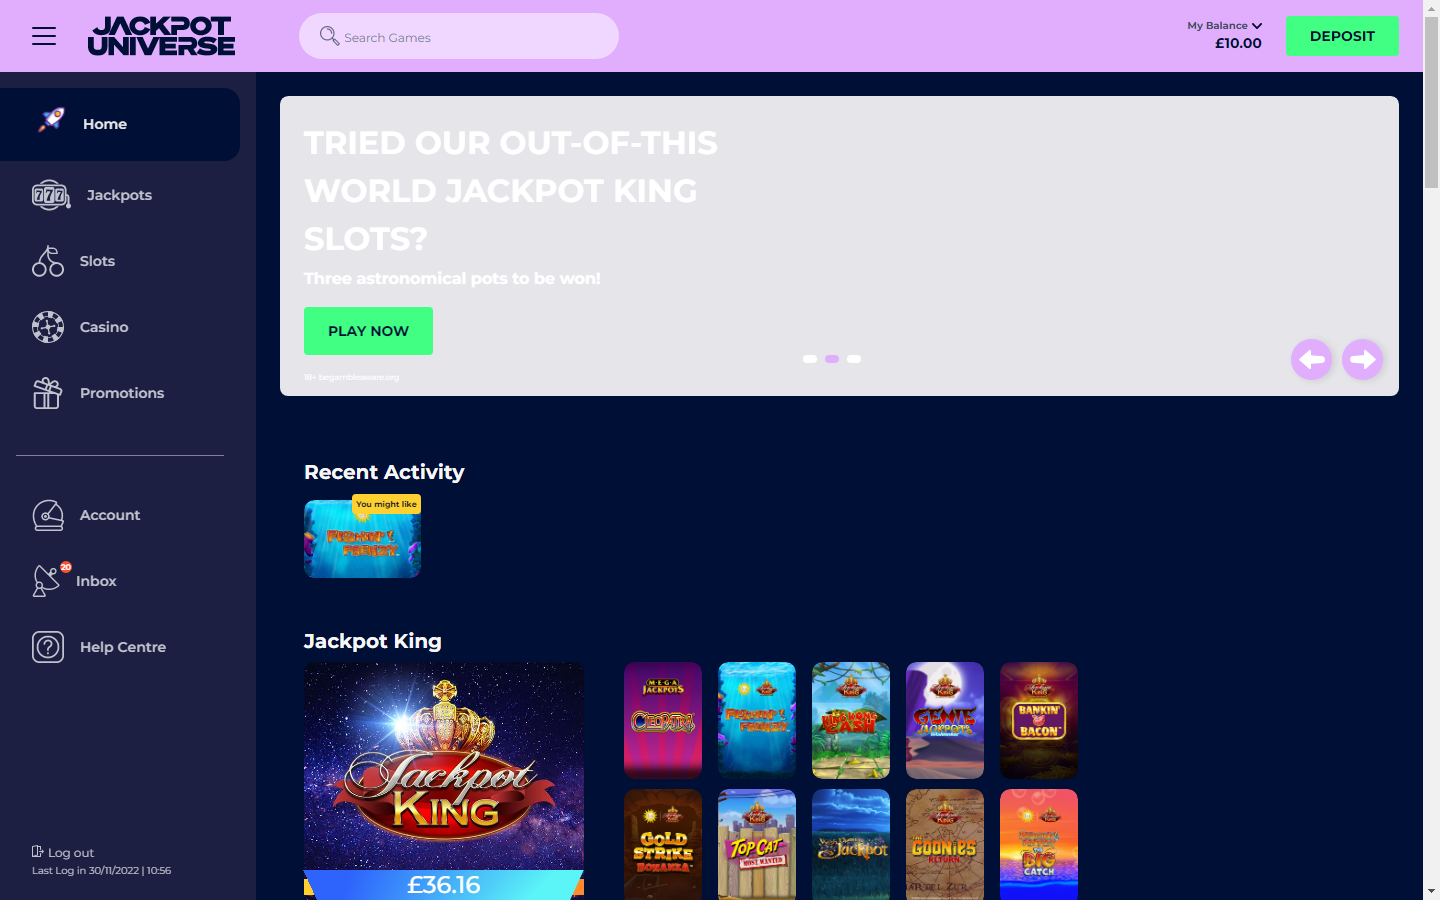 JACKPOT
UNIVERSE
Search Games
My Balance
£10.00
DEPOSIT
Home
Jackpots
Slots
Casino
Promotions
Account
20
Inbox
Help Centre
Log out
Last Log in 30/11/2022 | 10:56
TRIED OUR OUT-OF-THIS
WORLD JACKPOT KING
SLOTS?
Three astronomical pots to be won!
PLAY NOW
18+ begambleaware.org
Recent Activity
You might like
FISHIN'
FRENZY
Jackpot King
Jackpot
KING
£36.16
MEGA
JACKPOTS
CLEOPATRA
FISHIN'
FRENZY
KING KONG
CASH
GENIE
JACKPOTS
BANKIN'
BACON
GOLD
STRIKE
BONANZA
TOP CAT
MOST WANTED
Jackpot
THE
GOONIES
RETURN
BIG
CATCH